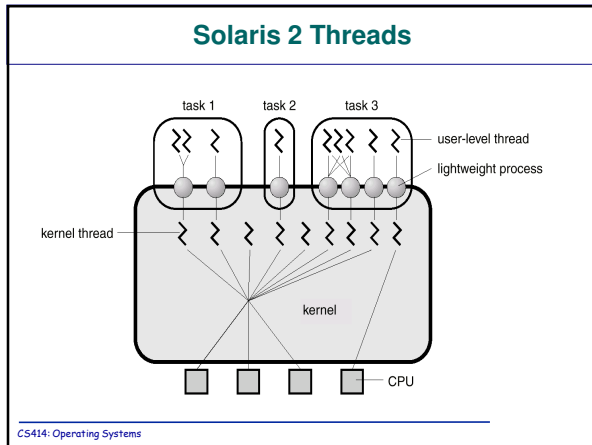 Solaris 2 Threads
task 1 task 2 task 3
user-level thread
lightweight process
kernel thread
kernel
CPU
CS414: Operating Systems